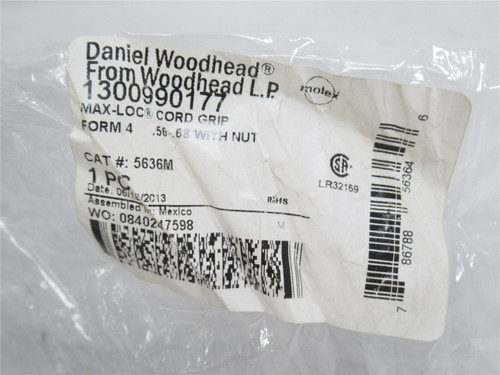 Daniel Woodhead®
From Woodhead L.P.
molex
1300990177
MAX-LOC® CORD GRIP
FORM 4 .56-.68 WITH NUT
CAT #: 5636M
1 PC
Assembled in: Mexico
RoHS
WO: 0840247598
M
SA
LR32159
7 86788 56364 6